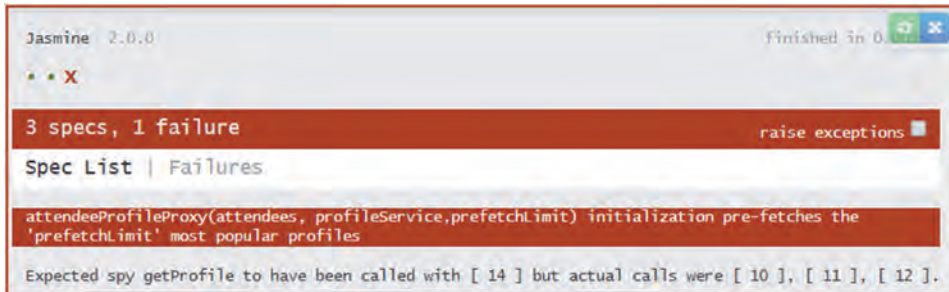 Jasmine 2.0.0
finished in 0.
• • X
3 specs, 1 failure
raise exceptions
Spec List | Failures
attendeeProfileProxy(attendees, profileService,prefetchLimit) initialization pre-fetches the
'prefetchLimit' most popular profiles
Expected spy getProfile to have been called with [ 14 ] but actual calls were [ 10 ], [ 11 ], [ 12 ].